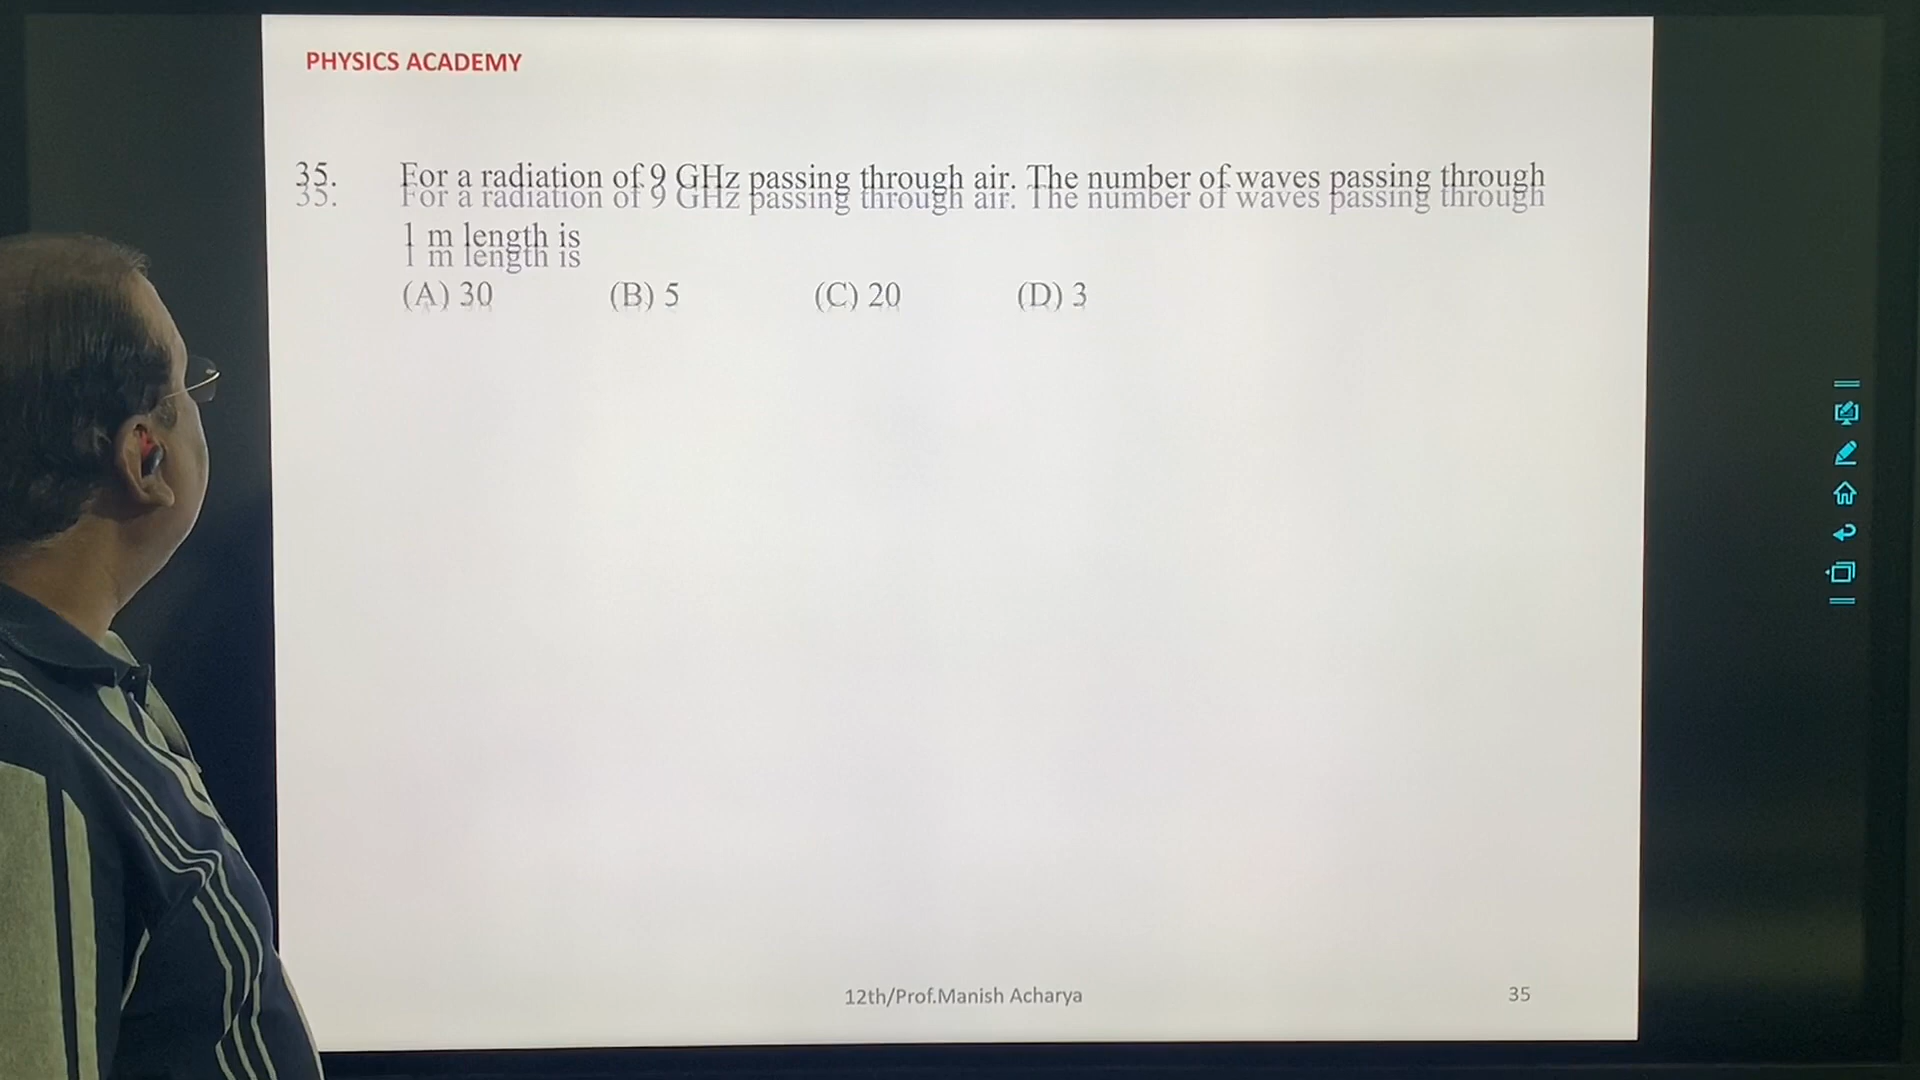 PHYSICS ACADEMY
35. For a radiation of 9 GHz passing through air. The number of waves passing through
1 m length is
(A) 30 (B) 5 (C) 20 (D) 3
12th/Prof.Manish Acharya 35